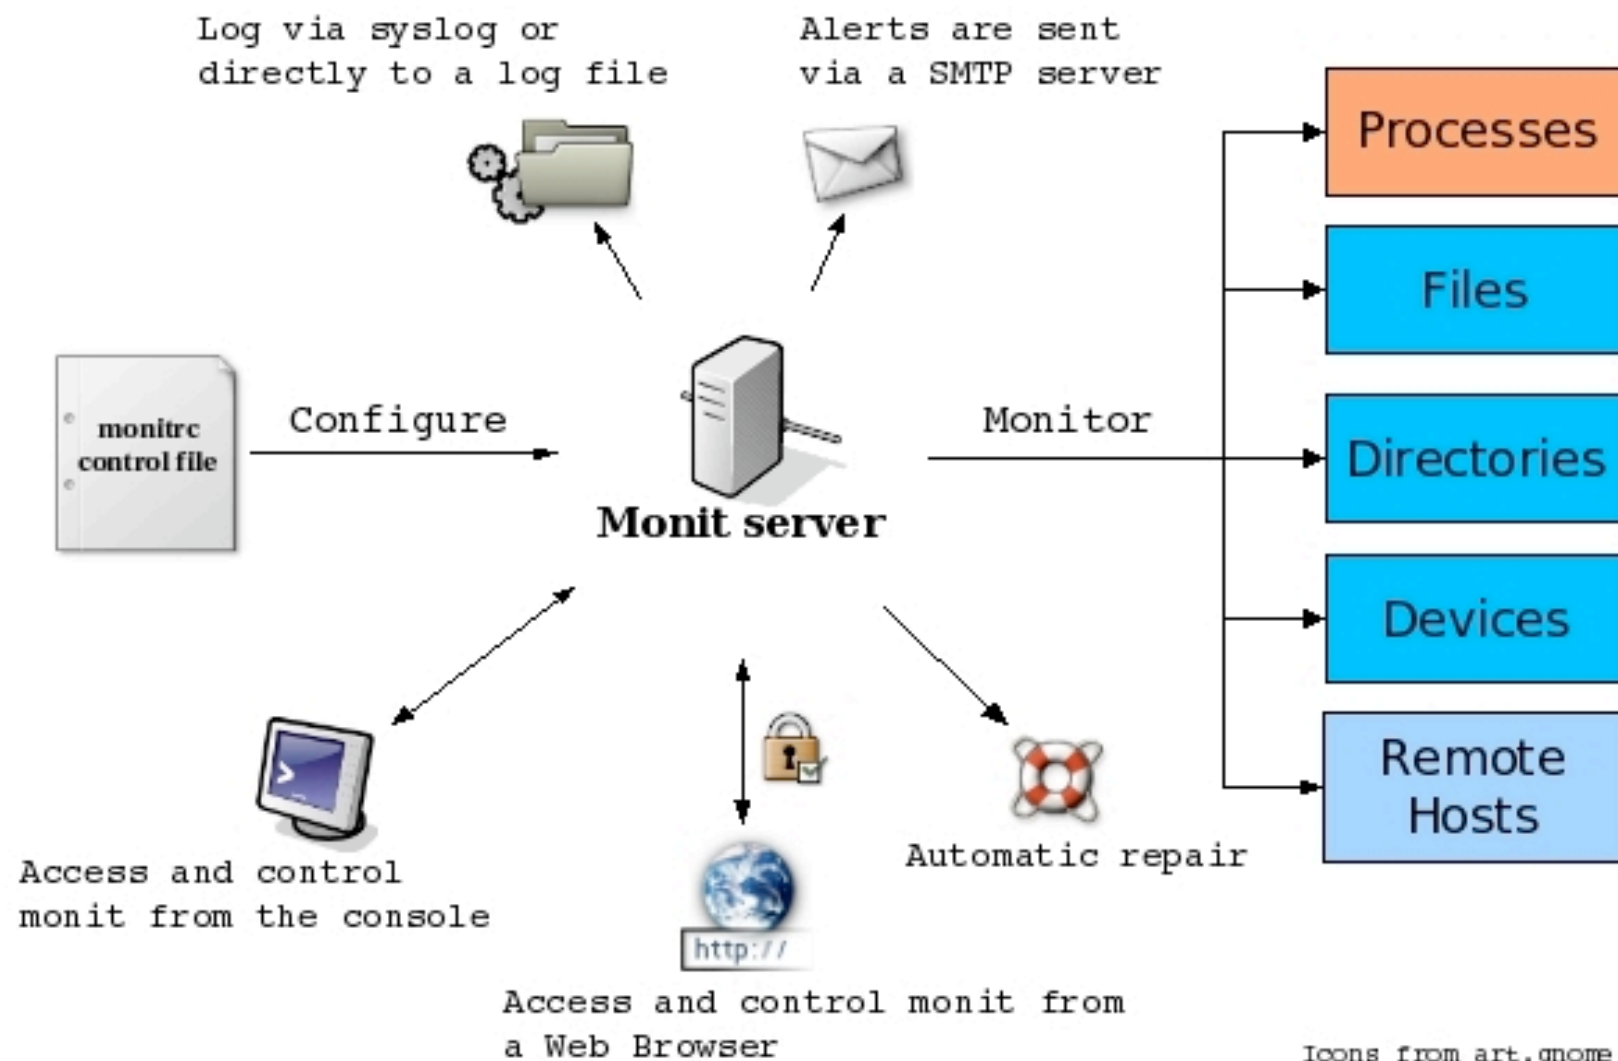 Log via syslog or
directly to a log file
Alerts are sent
via a SMTP server
Processes
Files
monitrc
control file
Configure
Monitor
Directories
Monit server
Devices
Remote
Hosts
Automatic repair
Access and control
monit from the console
http://
Access and control monit from
a Web Browser
Icons from art.gnome